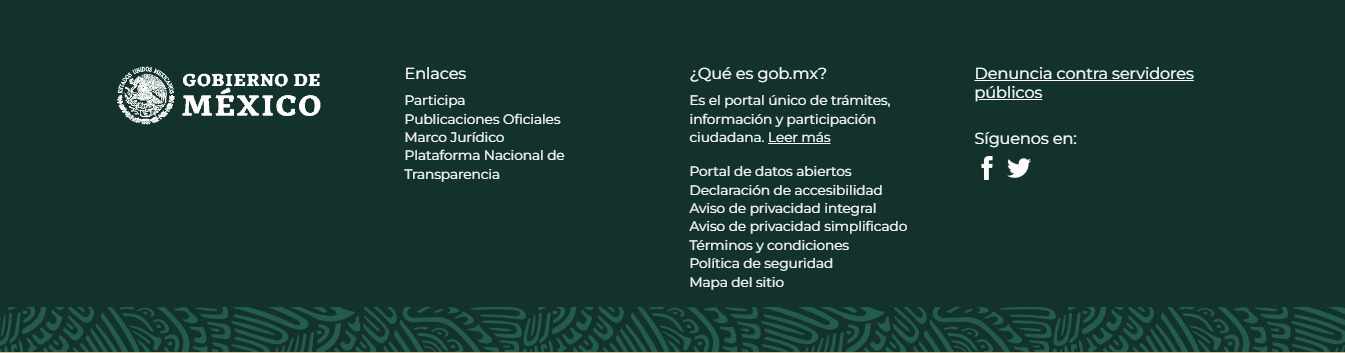 ESTADOS UNIDOS MEXICANOS
GOBIERNO DE
MÉXICO
Enlaces
Participa
Publicaciones Oficiales
Marco Jurídico
Plataforma Nacional de
Transparencia
¿Qué es gob.mx?
Es el portal único de trámites,
información y participación
ciudadana. Leer más
Portal de datos abiertos
Declaración de accesibilidad
Aviso de privacidad integral
Aviso de privacidad simplificado
Términos y condiciones
Política de seguridad
Mapa del sitio
Denuncia contra servidores
públicos
Síguenos en: